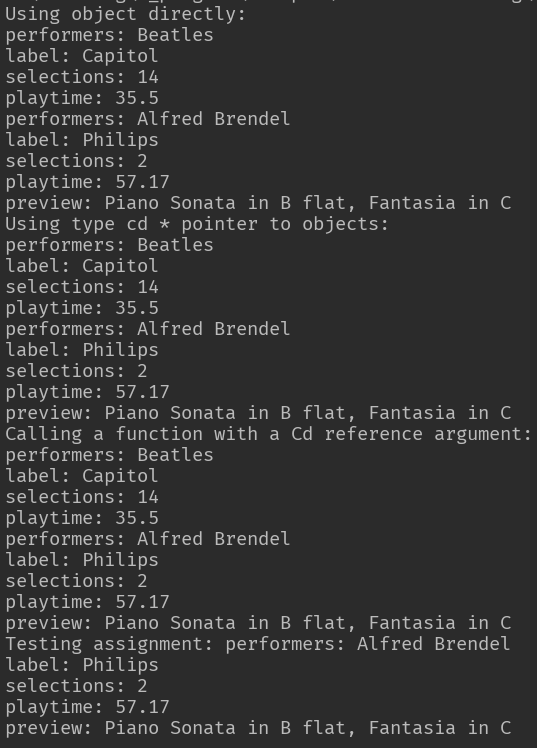 Using object directly:
performers: Beatles
label: Capitol
selections: 14
playtime: 35.5
performers: Alfred Brendel
label: Philips
selections: 2
playtime: 57.17
preview: Piano Sonata in B flat, Fantasia in C
Using type cd * pointer to objects:
performers: Beatles
label: Capitol
selections: 14
playtime: 35.5
performers: Alfred Brendel
label: Philips
selections: 2
playtime: 57.17
preview: Piano Sonata in B flat, Fantasia in C
Calling a function with a Cd reference argument:
performers: Beatles
label: Capitol
selections: 14
playtime: 35.5
performers: Alfred Brendel
label: Philips
selections: 2
playtime: 57.17
preview: Piano Sonata in B flat, Fantasia in C
Testing assignment: performers: Alfred Brendel
label: Philips
selections: 2
playtime: 57.17
preview: Piano Sonata in B flat, Fantasia in C